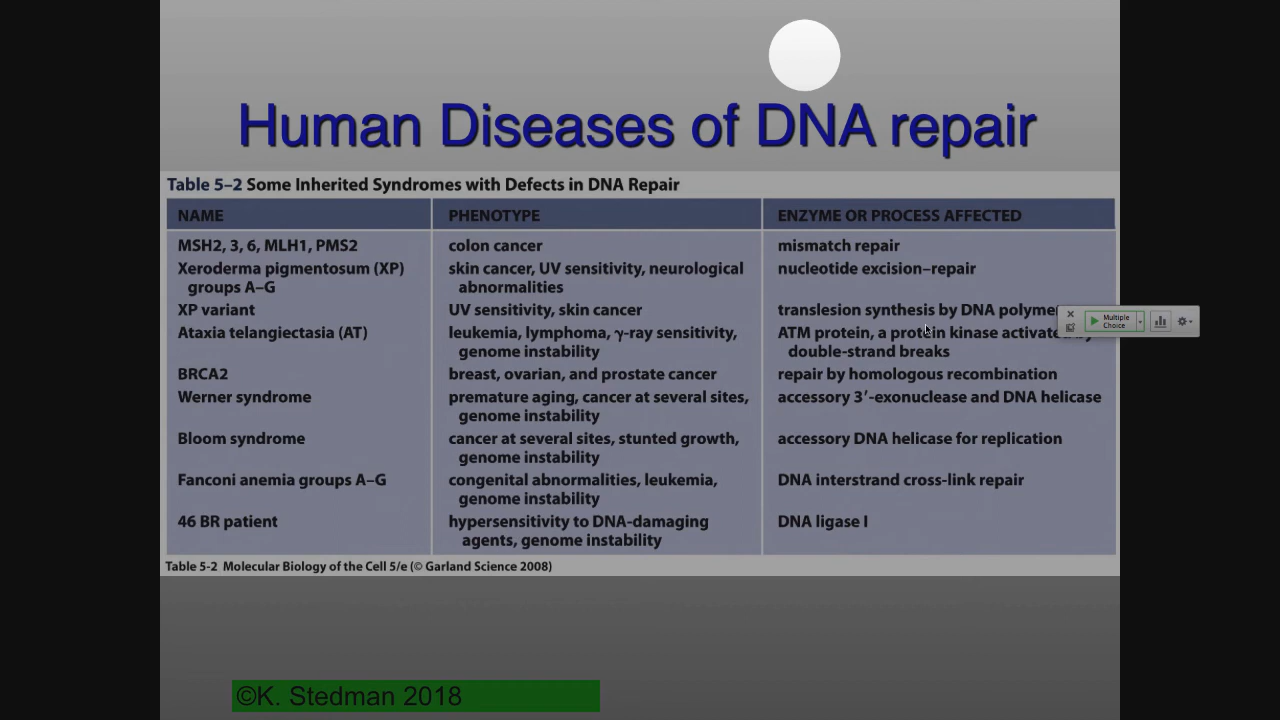 Human Diseases of DNA repair
Table 5–2 Some Inherited Syndromes with Defects in DNA Repair
NAME PHENOTYPE ENZYME OR PROCESS AFFECTED
MSH2, 3, 6, MLH1, PMS2 colon cancer mismatch repair
Xeroderma pigmentosum (XP) skin cancer, UV sensitivity, neurological nucleotide excision–repair
groups A–G abnormalities
XP variant UV sensitivity, skin cancer translesion synthesis by DNA
Ataxia telangiectasia (AT) leukemia, lymphoma, γ-ray sensitivity, ATM protein, a protein kinase
genome instability double-strand breaks
BRCA2 breast, ovarian, and prostate cancer repair by homologous recombination
Werner syndrome premature aging, cancer at several sites, accessory 3′-exonuclease and DNA helicase
genome instability
Bloom syndrome cancer at several sites, stunted growth, accessory DNA helicase for replication
genome instability
Fanconi anemia groups A–G congenital abnormalities, leukemia, DNA interstrand cross-link repair
genome instability
46 BR patient hypersensitivity to DNA-damaging DNA ligase I
agents, genome instability
Table 5-2 Molecular Biology of the Cell 5/e (© Garland Science 2008)
Multiple
Choice
©K. Stedman 2018